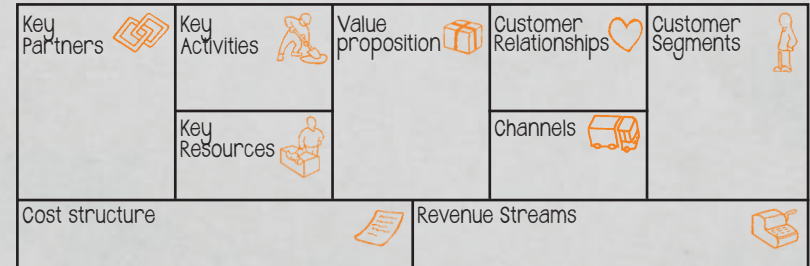 Key
Partners
Key
Activities
Key
Resources
Value
proposition
Customer
Relationships
Channels
Customer
Segments
Cost structure
Revenue Streams